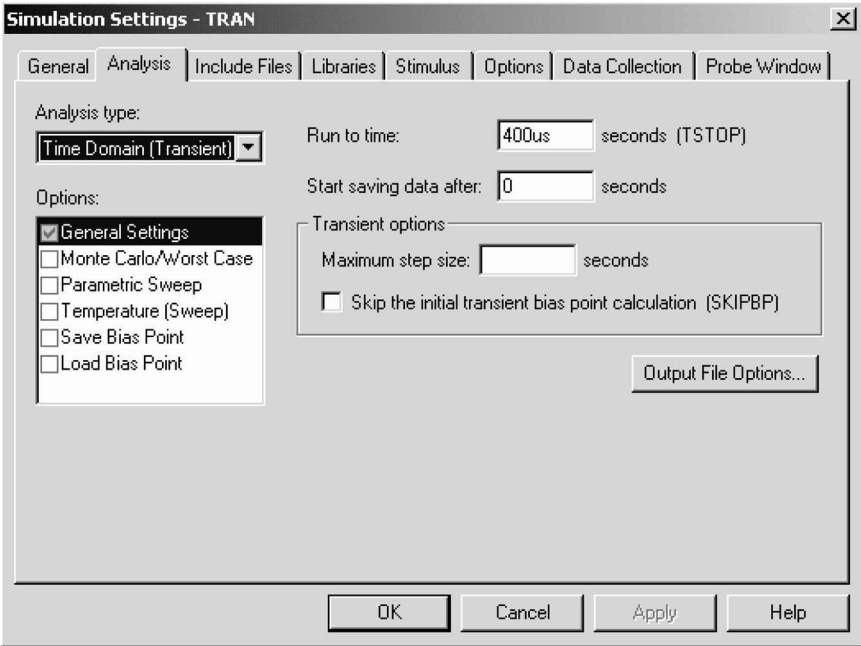 Simulation Settings - TRAN
General Analysis Include Files Libraries Stimulus Options Data Collection Probe Window
Analysis type:
Time Domain (Transient)
Options:
General Settings
Monte Carlo/Worst Case
Parametric Sweep
Temperature (Sweep)
Save Bias Point
Load Bias Point
Run to time: 400us seconds (TSTOP)
Start saving data after: 0 seconds
Transient options
Maximum step size: seconds
Skip the initial transient bias point calculation (SKIPBP)
Output File Options...
OK Cancel Apply Help